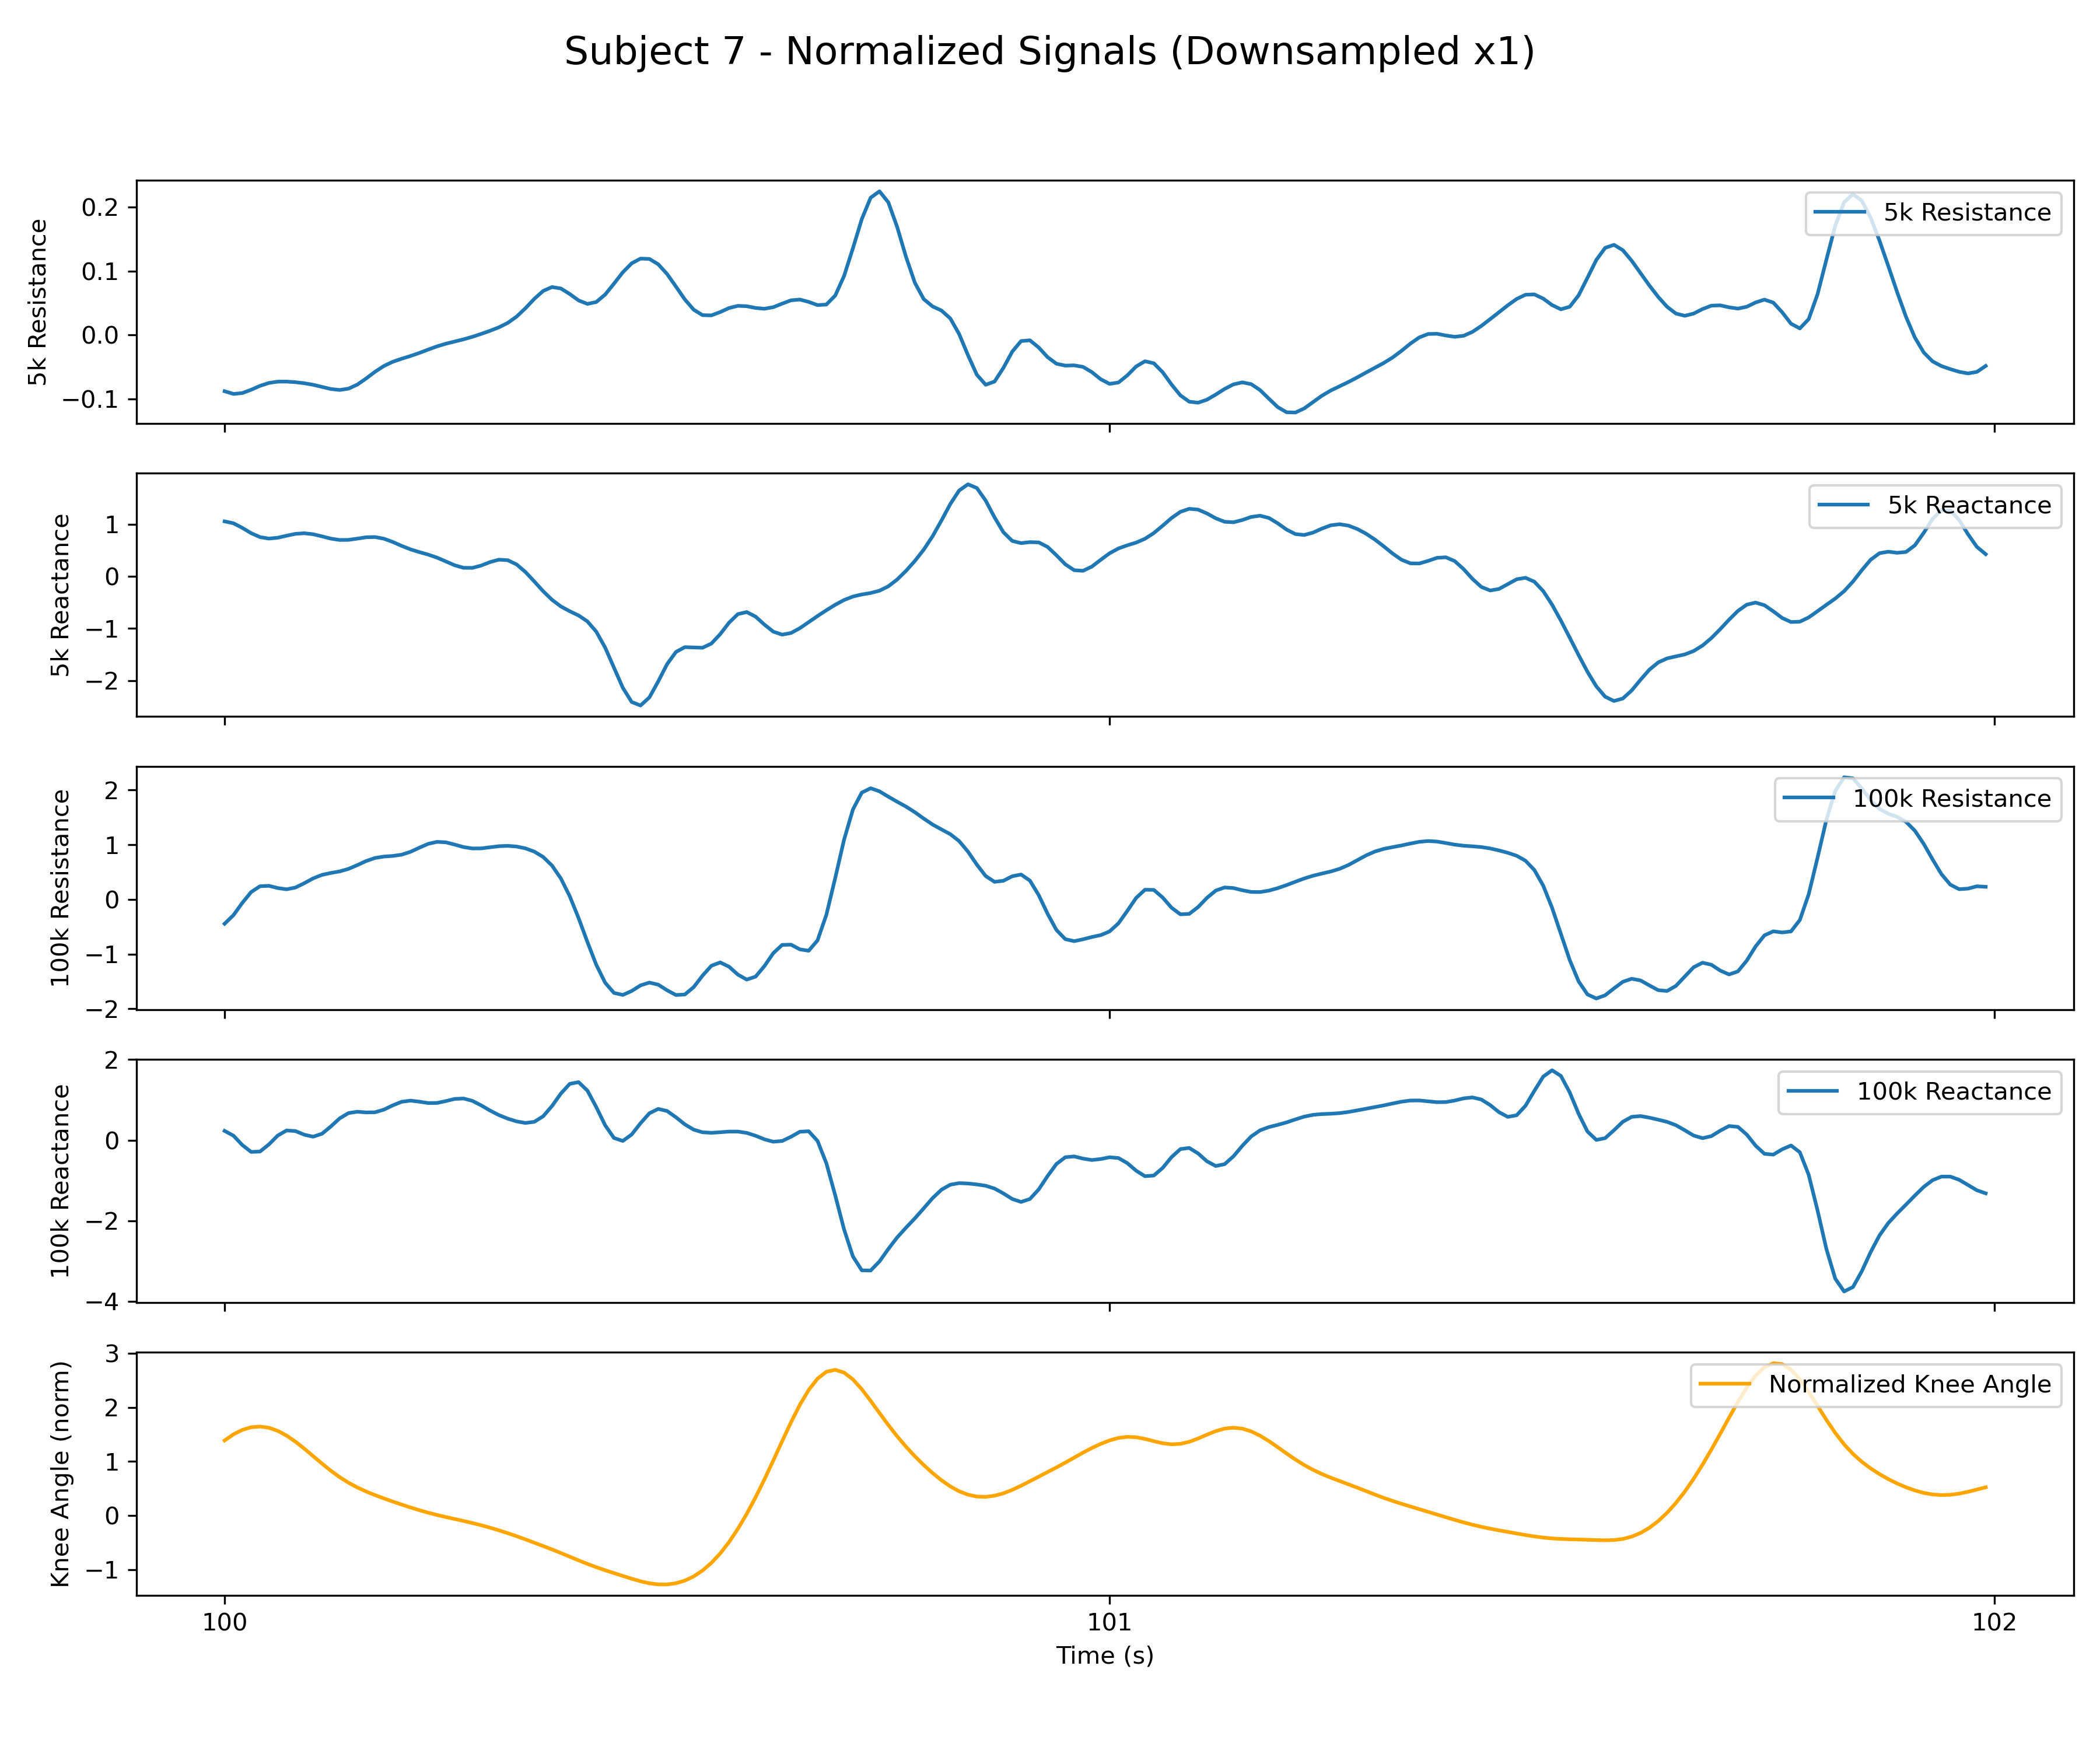 Subject 7 - Normalized Signals (Downsampled x1)
5k Resistance
0.2
0.1
0.0
−0.1
5k Resistance
5k Reactance
1
0
−1
−2
5k Reactance
100k Resistance
2
1
0
−1
−2
100k Resistance
100k Reactance
2
0
−2
−4
100k Reactance
Knee Angle (norm)
3
2
1
0
−1
Normalized Knee Angle
100
101
102
Time (s)